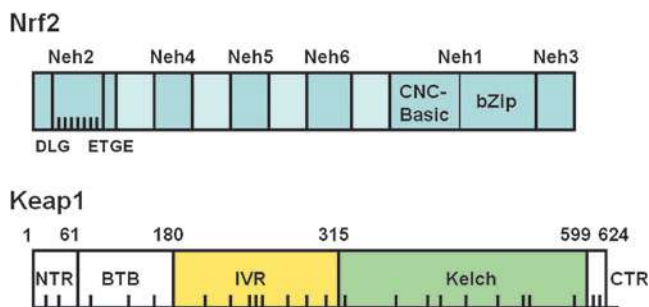 Nrf2
Neh2 Neh4 Neh5 Neh6 Neh1 Neh3
CNC-
Basic bZip
DLG ETGE
Keap1
1 61 180 315 599 624
NTR BTB IVR Kelch CTR